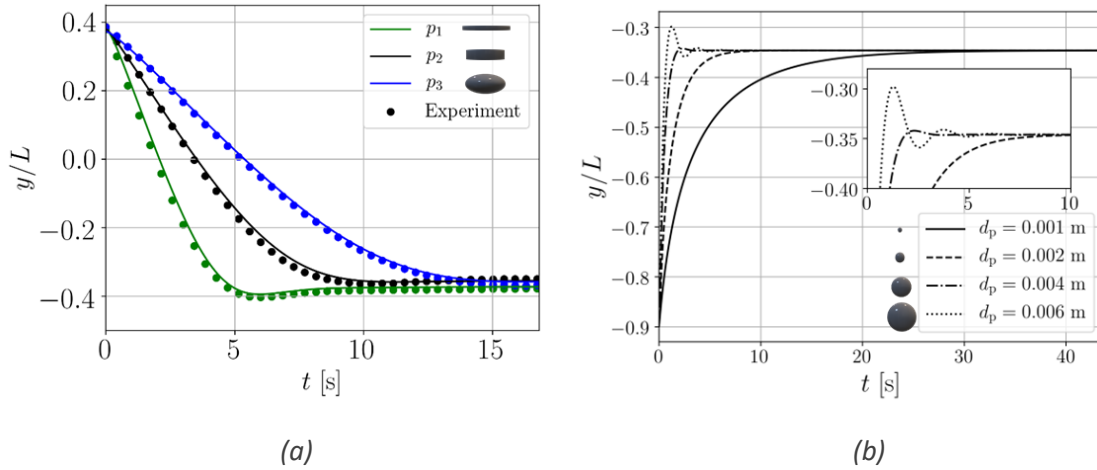 0.4
0.2
0.0
−0.2
−0.4
y/L
0
5
10
15
t [s]
p₁
p₂
p₃
Experiment
(a)
−0.3
−0.4
−0.5
−0.6
−0.7
−0.8
−0.9
y/L
0
10
20
30
40
t [s]
−0.30
−0.35
−0.40
0
5
10
dₚ = 0.001 m
dₚ = 0.002 m
dₚ = 0.004 m
dₚ = 0.006 m
(b)